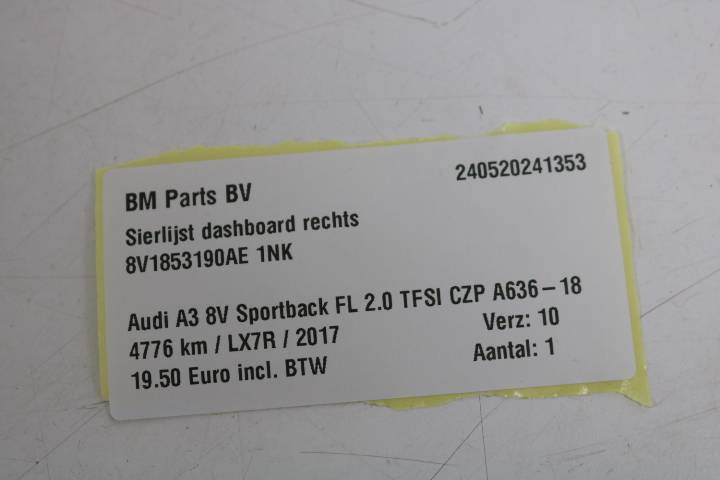 BM Parts BV 240520241353
Sierlijst dashboard rechts
8V1853190AE 1NK
Audi A3 8V Sportback FL 2.0 TFSI CZP A636-18
4776 km / LX7R / 2017 Verz: 10
19.50 Euro incl. BTW Aantal: 1